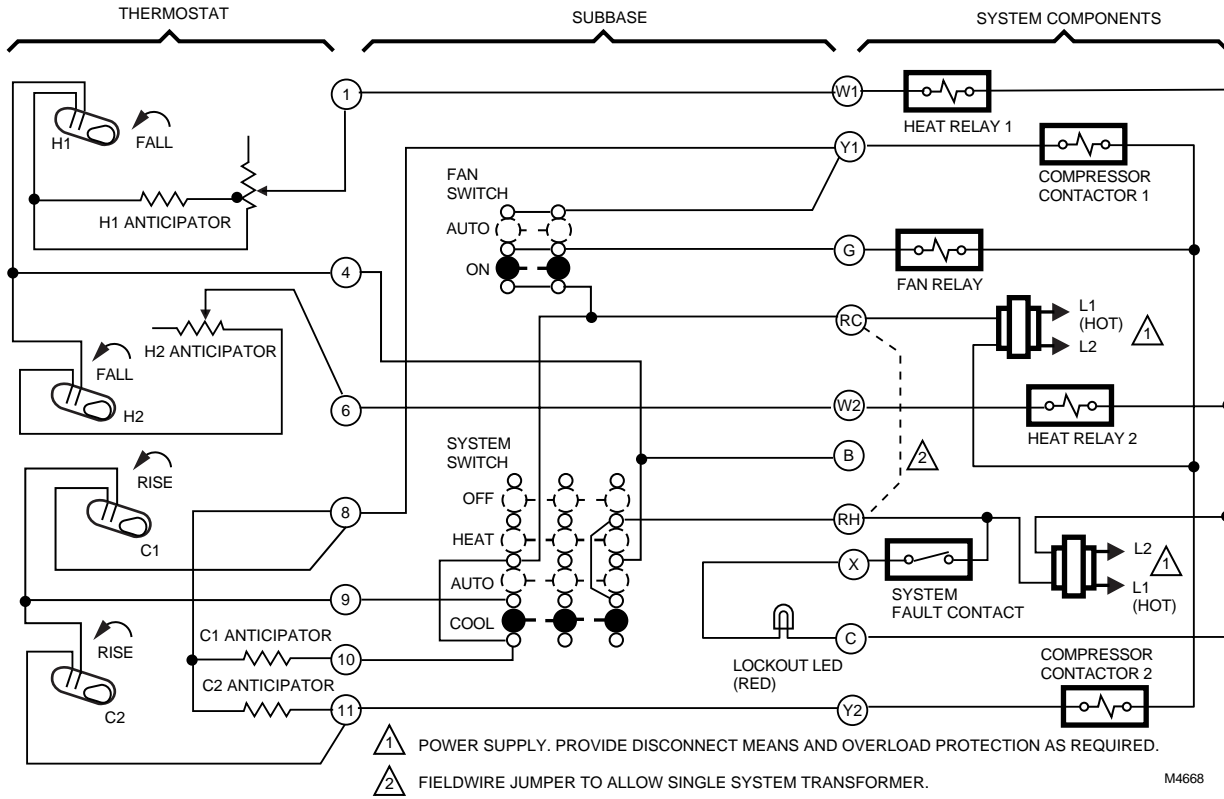 THERMOSTAT
SUBBASE
SYSTEM COMPONENTS
H1
FALL
H1 ANTICIPATOR
1
W1
HEAT RELAY 1
Y1
COMPRESSOR
CONTACTOR 1
FAN
SWITCH
AUTO
ON
G
FAN RELAY
4
RC
L1
(HOT)
L2
1
H2 ANTICIPATOR
FALL
H2
6
W2
HEAT RELAY 2
B
2
SYSTEM
SWITCH
OFF
HEAT
AUTO
COOL
RISE
C1
8
RH
X
SYSTEM
FAULT CONTACT
L2
L1
(HOT)
1
9
RISE
C2
C1 ANTICIPATOR
10
C2 ANTICIPATOR
11
LOCKOUT LED
(RED)
C
COMPRESSOR
CONTACTOR 2
Y2
1 POWER SUPPLY. PROVIDE DISCONNECT MEANS AND OVERLOAD PROTECTION AS REQUIRED.
2 FIELDWIRE JUMPER TO ALLOW SINGLE SYSTEM TRANSFORMER.
M4668